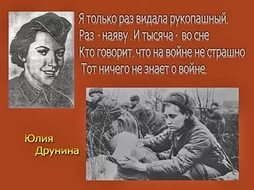 Я только раз видала рукопашный.
Раз - наяву. И тысяча - во сне
Кто говорит, что на войне не страшно
Тот ничего не знает о войне.
Юлия
Друнина